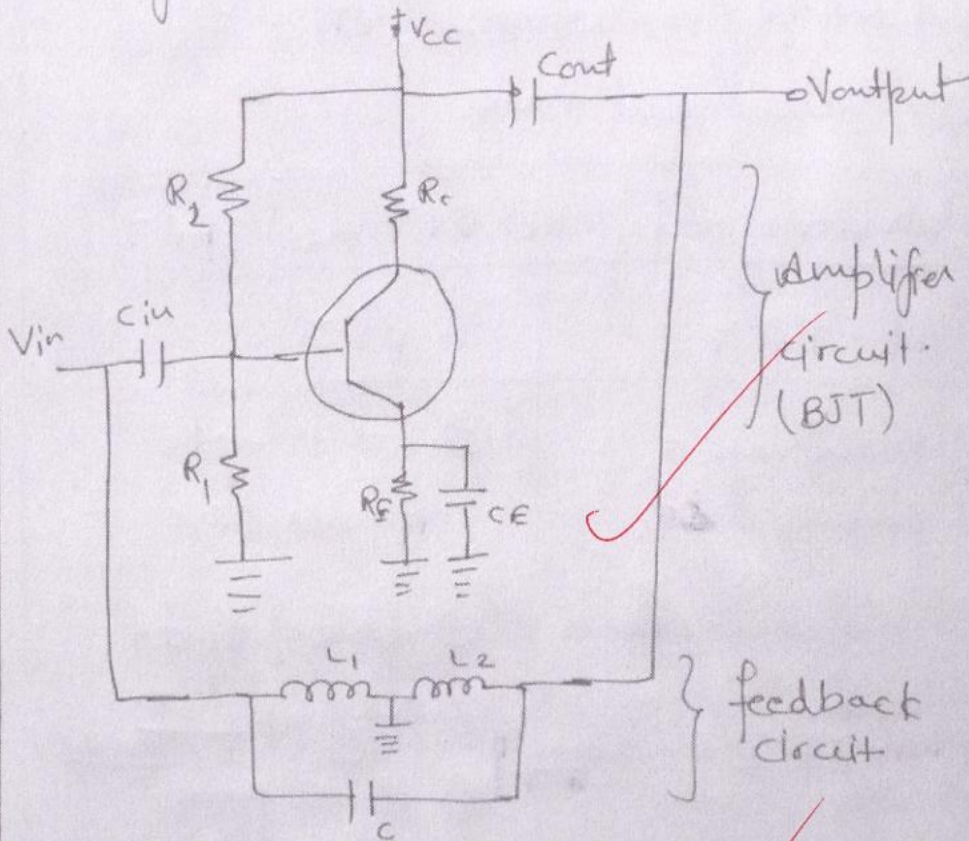 Vcc
Cout
Voutput
R2
Rc
Amplifier
circuit.
(BJT)
Vin
Cin
R1
RE
CE
L1
L2
feedback
circuit
C